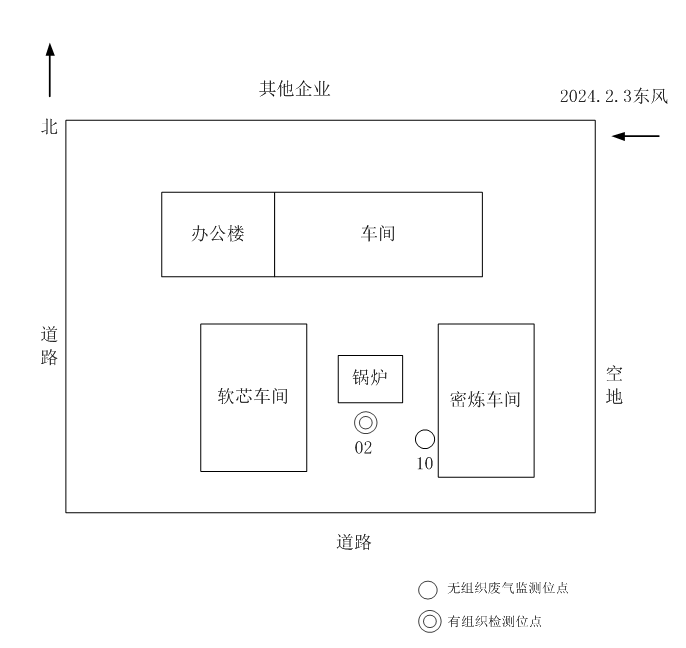 其他企业
2024.2.3东风
北
办公楼
车间
道路
软芯车间
锅炉
密炼车间
空地
02
10
道路
无组织废气监测位点
有组织检测位点